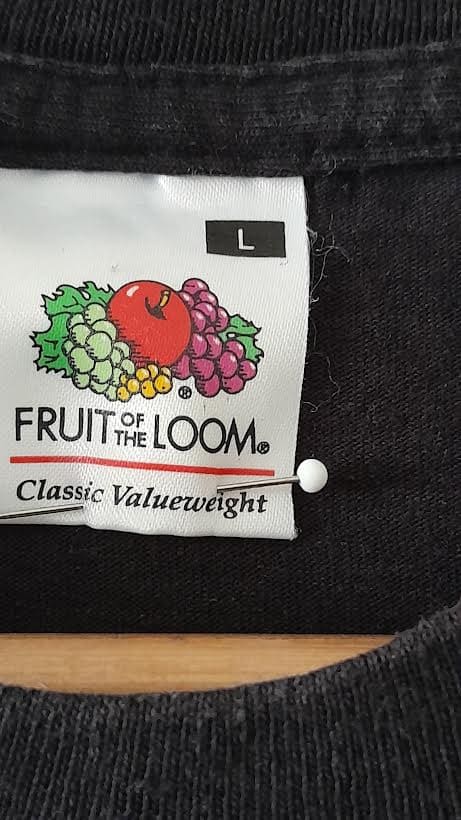 L
®
FRUIT OF THE LOOM®
Classic Valueweight